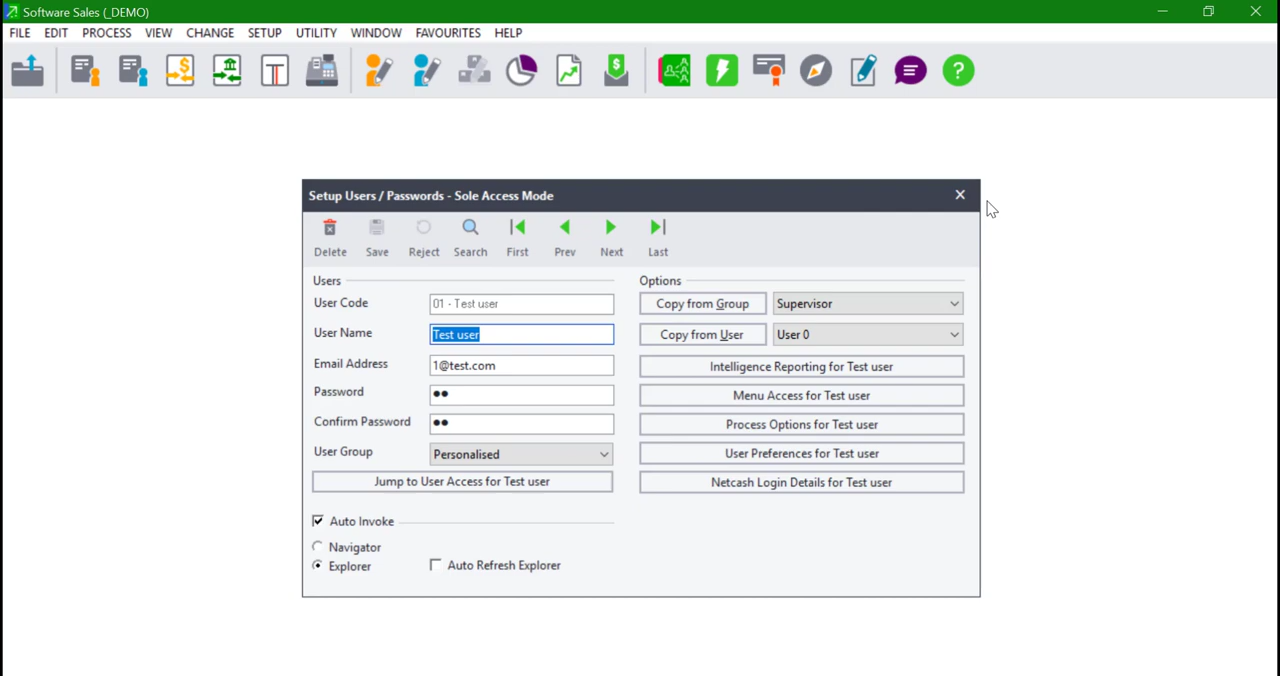 Software Sales (_DEMO)
FILE EDIT PROCESS VIEW CHANGE SETUP UTILITY WINDOW FAVOURITES HELP
Setup Users / Passwords - Sole Access Mode
Delete Save Reject Search First Prev Next Last
Users
User Code 01 - Test user
User Name Test user
Email Address 1@test.com
Password ●●
Confirm Password ●●
User Group Personalised
Jump to User Access for Test user
Auto Invoke
Navigator
Explorer Auto Refresh Explorer
Options
Copy from Group Supervisor
Copy from User User 0
Intelligence Reporting for Test user
Menu Access for Test user
Process Options for Test user
User Preferences for Test user
Netcash Login Details for Test user